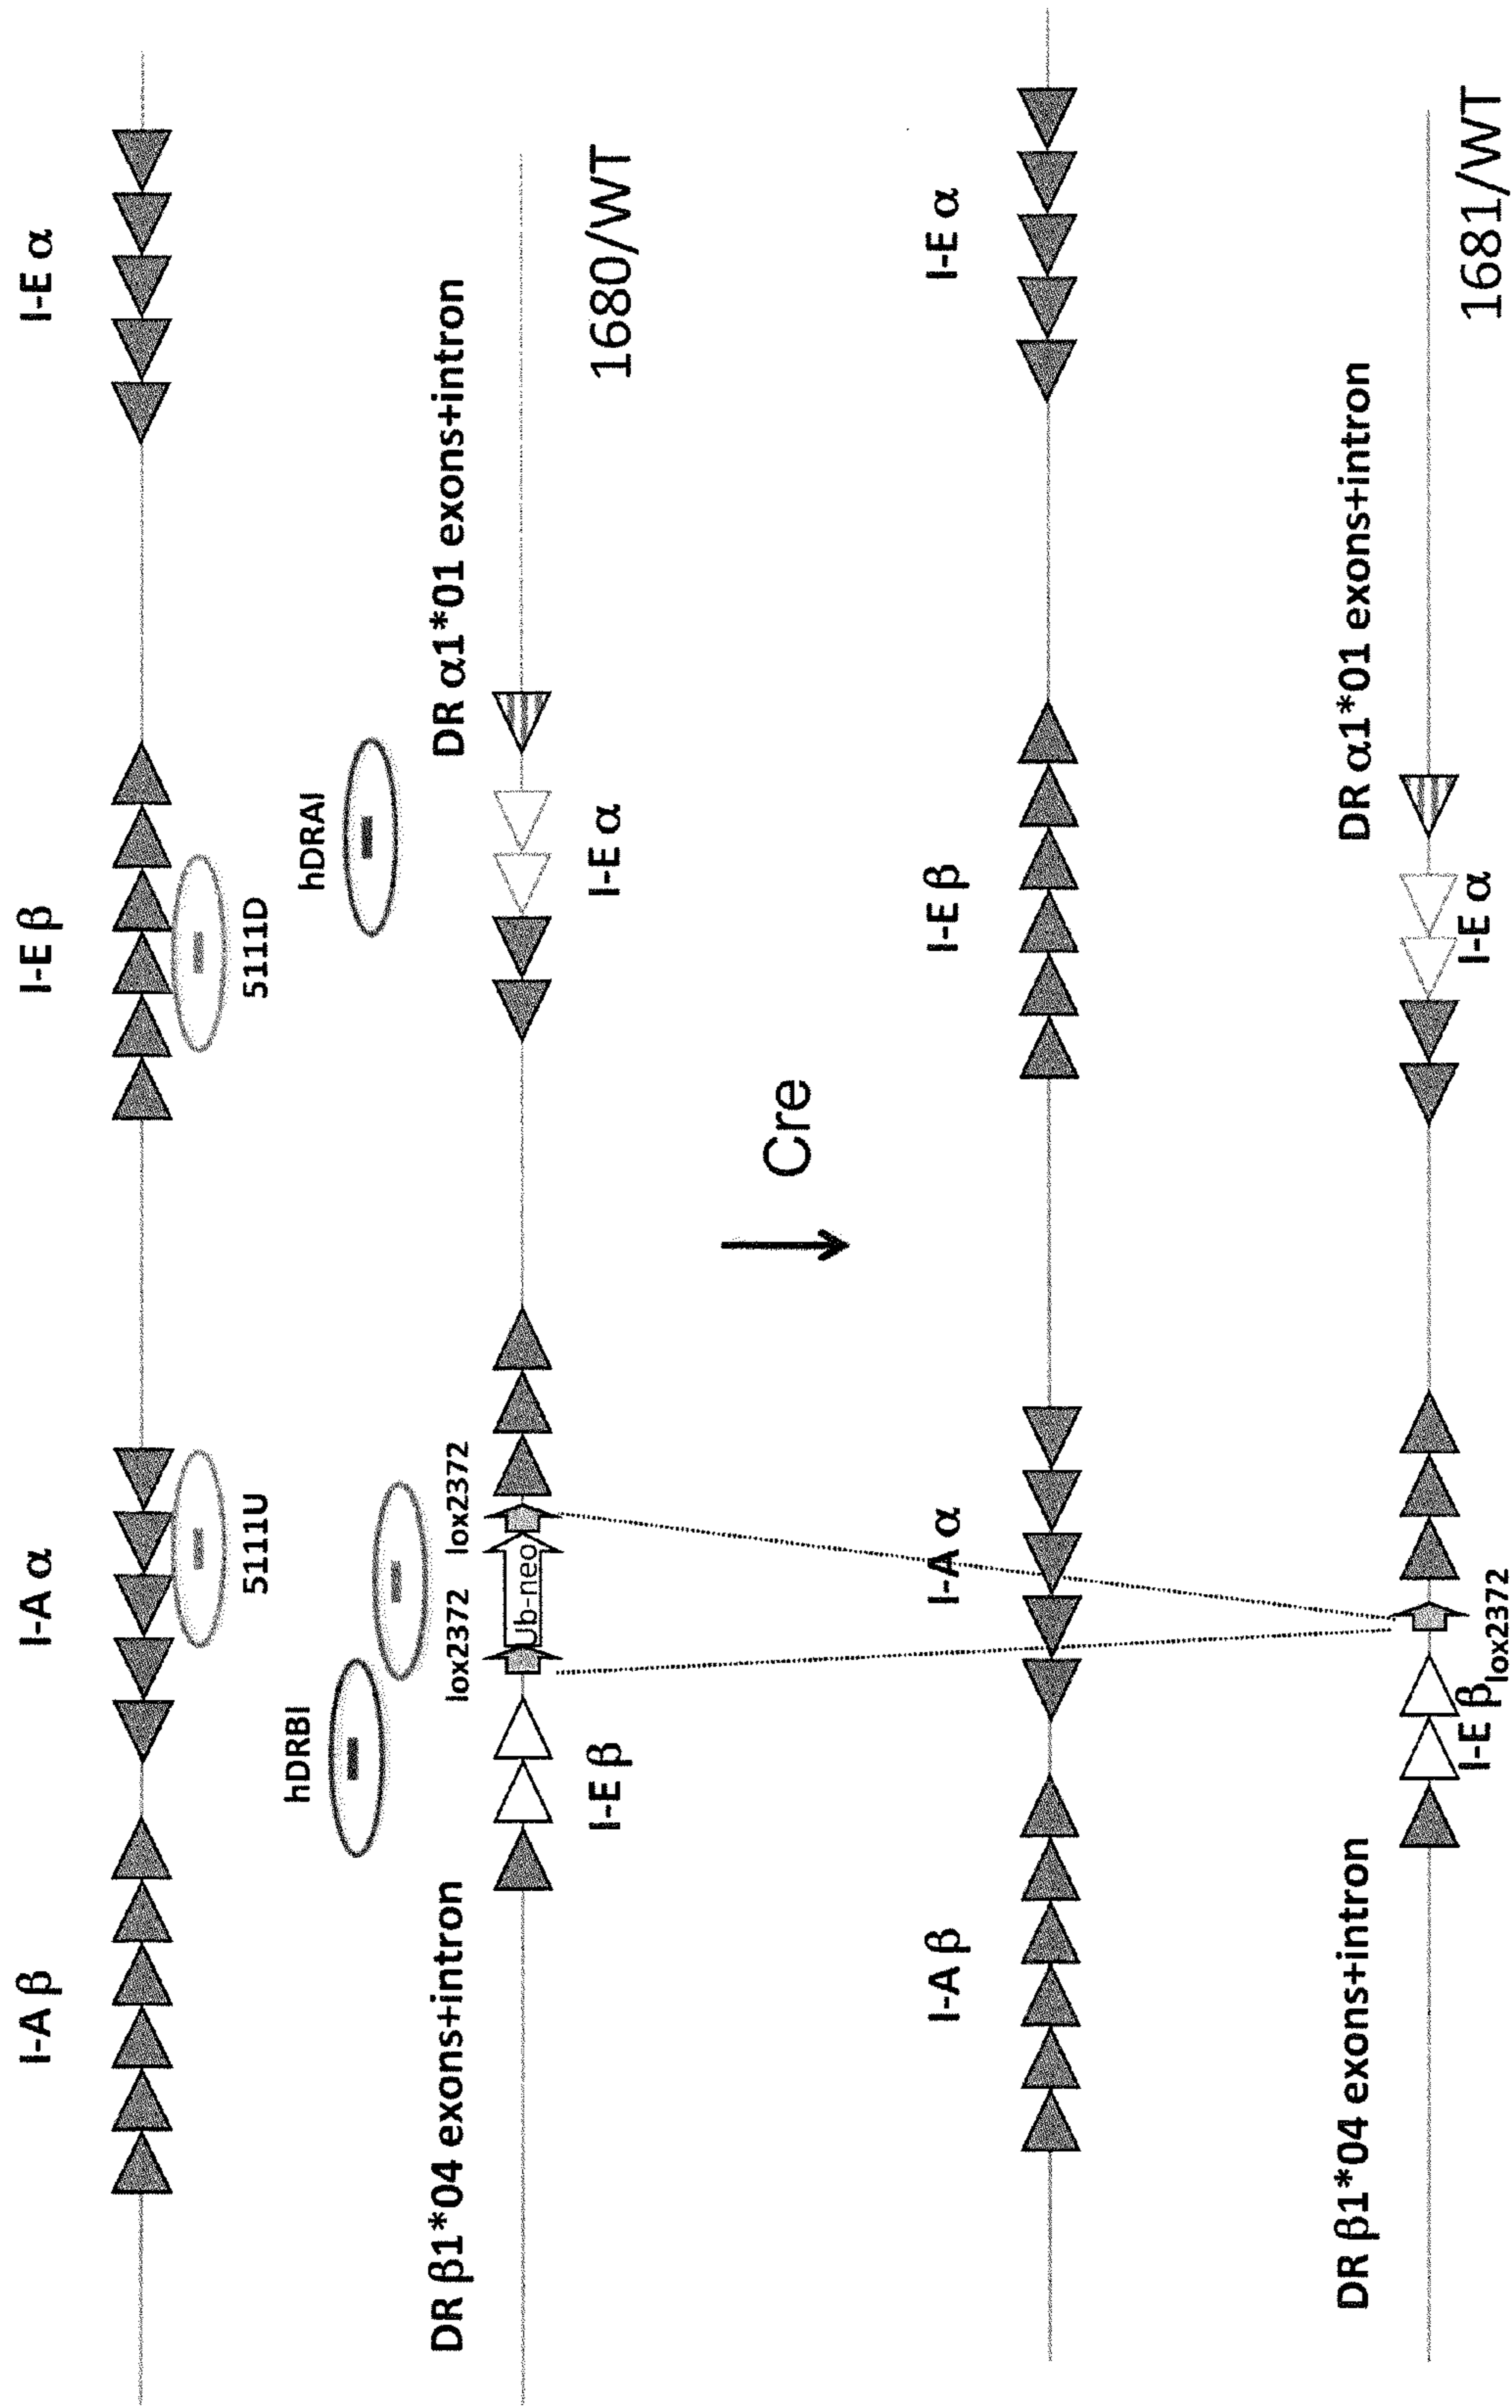 I-A β
I-A α
I-E β
I-E α
5111U
5111D
hDRBI
hDRAI
DR β1*04 exons+intron
lox2372
lox2372
DR α1*01 exons+intron
Ub-neo
I-E β
I-E α
1680/WT
Cre
I-A β
I-A α
I-E β
I-E α
DR β1*04 exons+intron
DR α1*01 exons+intron
I-E β
lox2372
I-E α
1681/WT